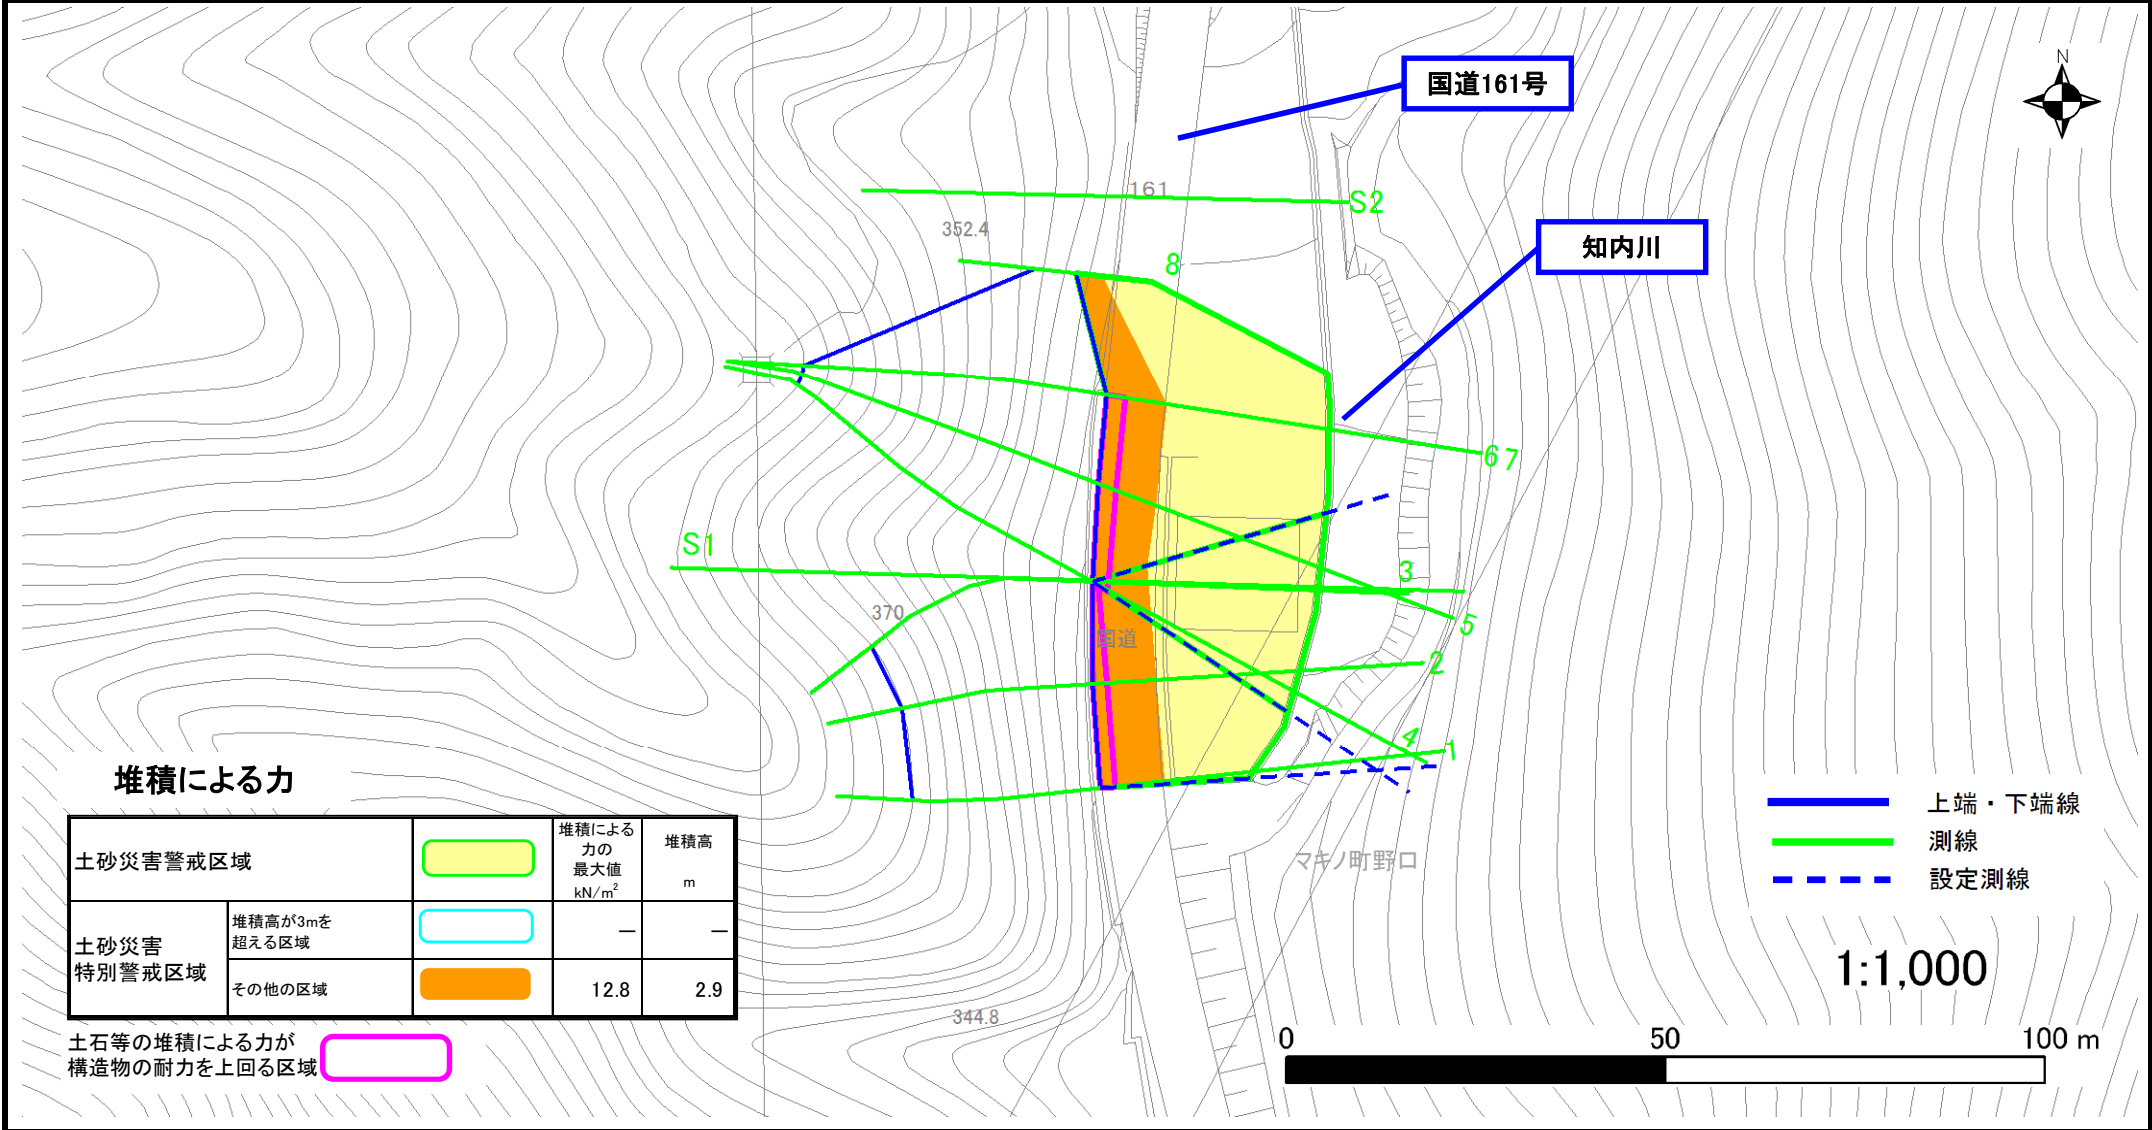 国道161号
N
161
S2
352.4
知内川
8
6
7
S1
3
370
5
国道
2
4
1
マキノ町野口
344.8
堆積による力
土砂災害警戒区域
堆積による
力の
最大値
kN/m²
堆積高
m
土砂災害
特別警戒区域
堆積高が3mを
超える区域
—
—
その他の区域
12.8
2.9
土石等の堆積による力が
構造物の耐力を上回る区域
上端・下端線
測線
設定測線
1:1,000
0
50
100 m